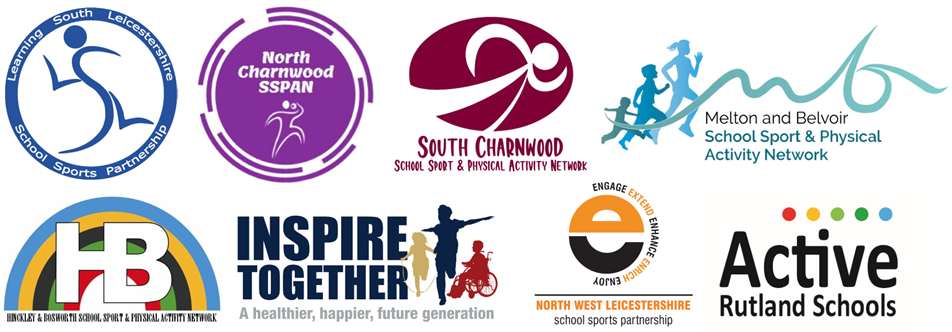 Learning South Leicestershire
School Sports Partnership
North
Charnwood
SSPAN
SOUTH CHARNWOOD
SCHOOL SPORT & PHYSICAL ACTIVITY NETWORK
mb
Melton and Belvoir
School Sport & Physical
Activity Network
HB
HINCKLEY & BOSWORTH SCHOOL SPORT & PHYSICAL ACTIVITY NETWORK
INSPIRE
TOGETHER
A healthier, happier, future generation
ENGAGE EXTEND ENHANCE ENRICH ENJOY
e
NORTH WEST LEICESTERSHIRE
school sports partnership
Active
Rutland Schools